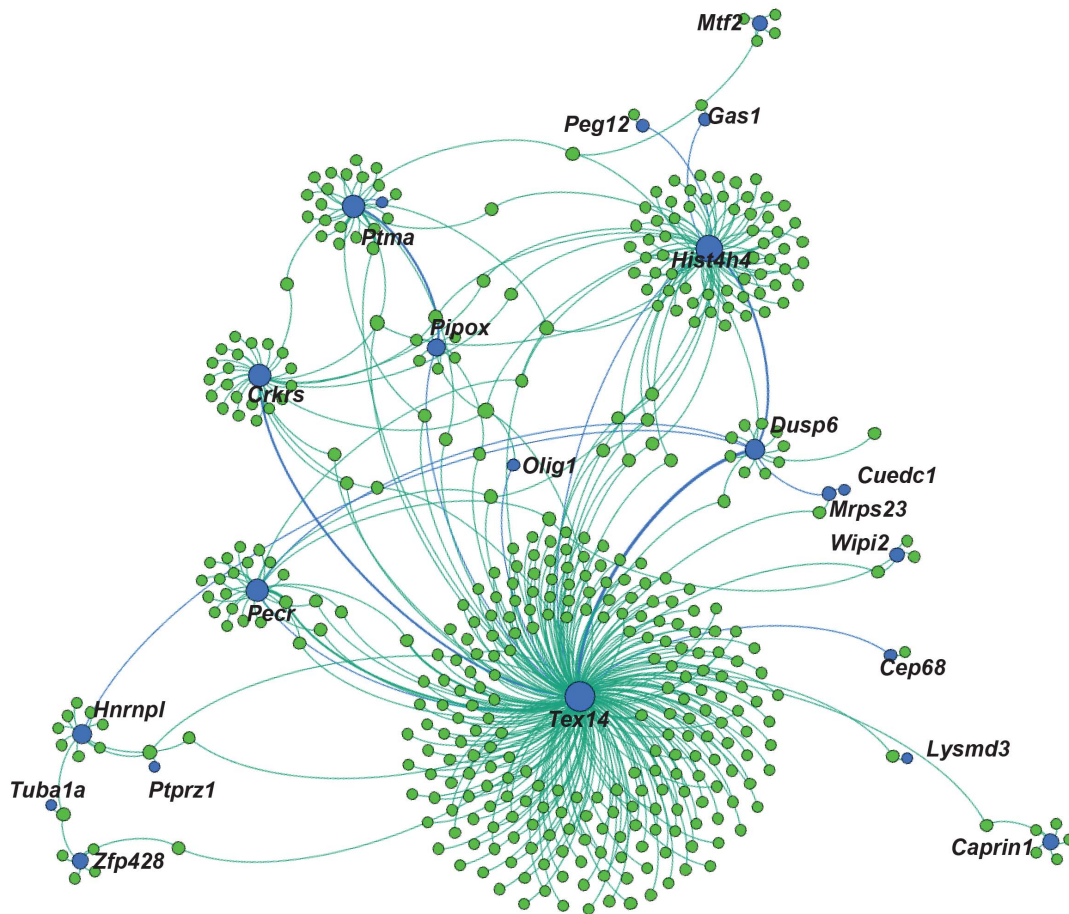 Mtf2
Peg12
Gas1
Ptma
Hist4h4
Pipox
Crkrs
Dusp6
Olig1
Cuedc1
Mrps23
Wipi2
Pecr
Cep68
Hnrnpl
Tex14
Lysmd3
Tuba1a
Ptprz1
Zfp428
Caprin1